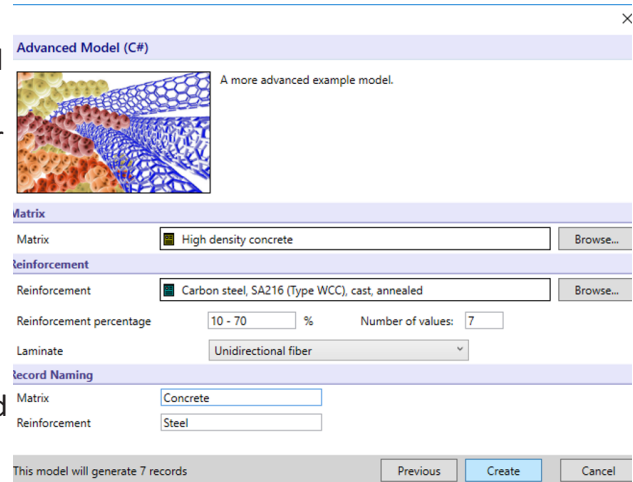 Advanced Model (C#)
A more advanced example model.
Matrix
Matrix High density concrete Browse...
Reinforcement
Reinforcement Carbon steel, SA216 (Type WCC), cast, annealed Browse...
Reinforcement percentage 10 - 70 % Number of values: 7
Laminate Unidirectional fiber
Record Naming
Matrix Concrete
Reinforcement Steel
This model will generate 7 records Previous Create Cancel